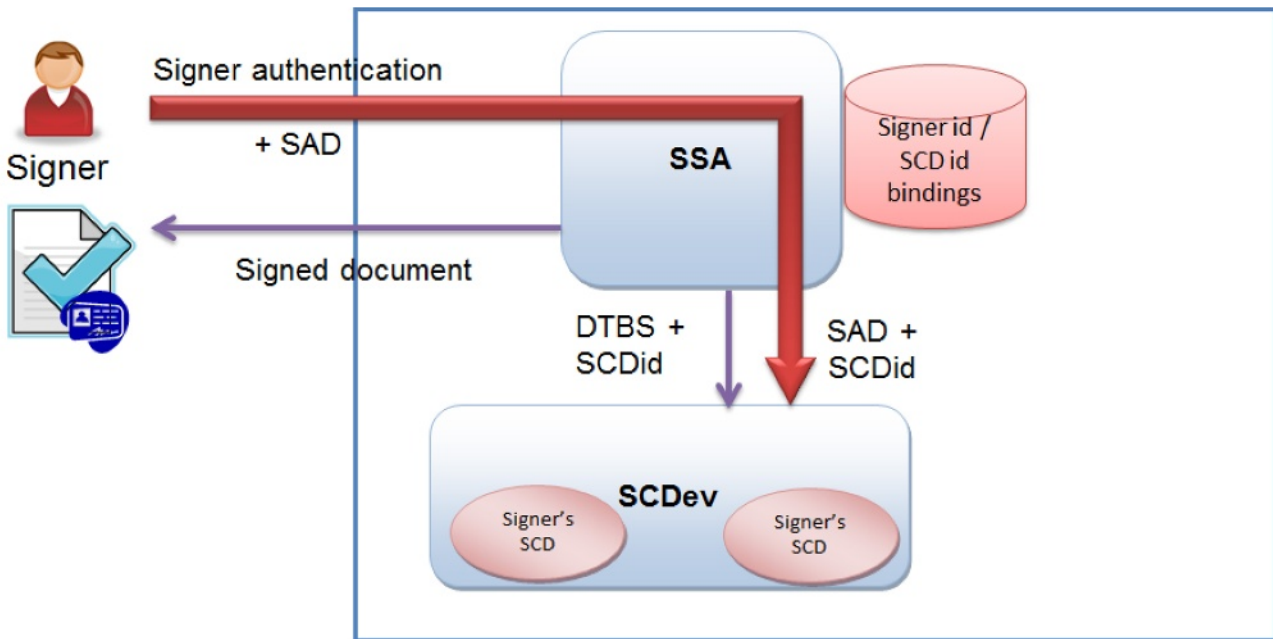 Signer authentication
+ SAD
Signer
Signed document
SSA
Signer id /
SCD id
bindings
DTBS +
SCDid
SAD +
SCDid
SCDev
Signer's
SCD
Signer's
SCD